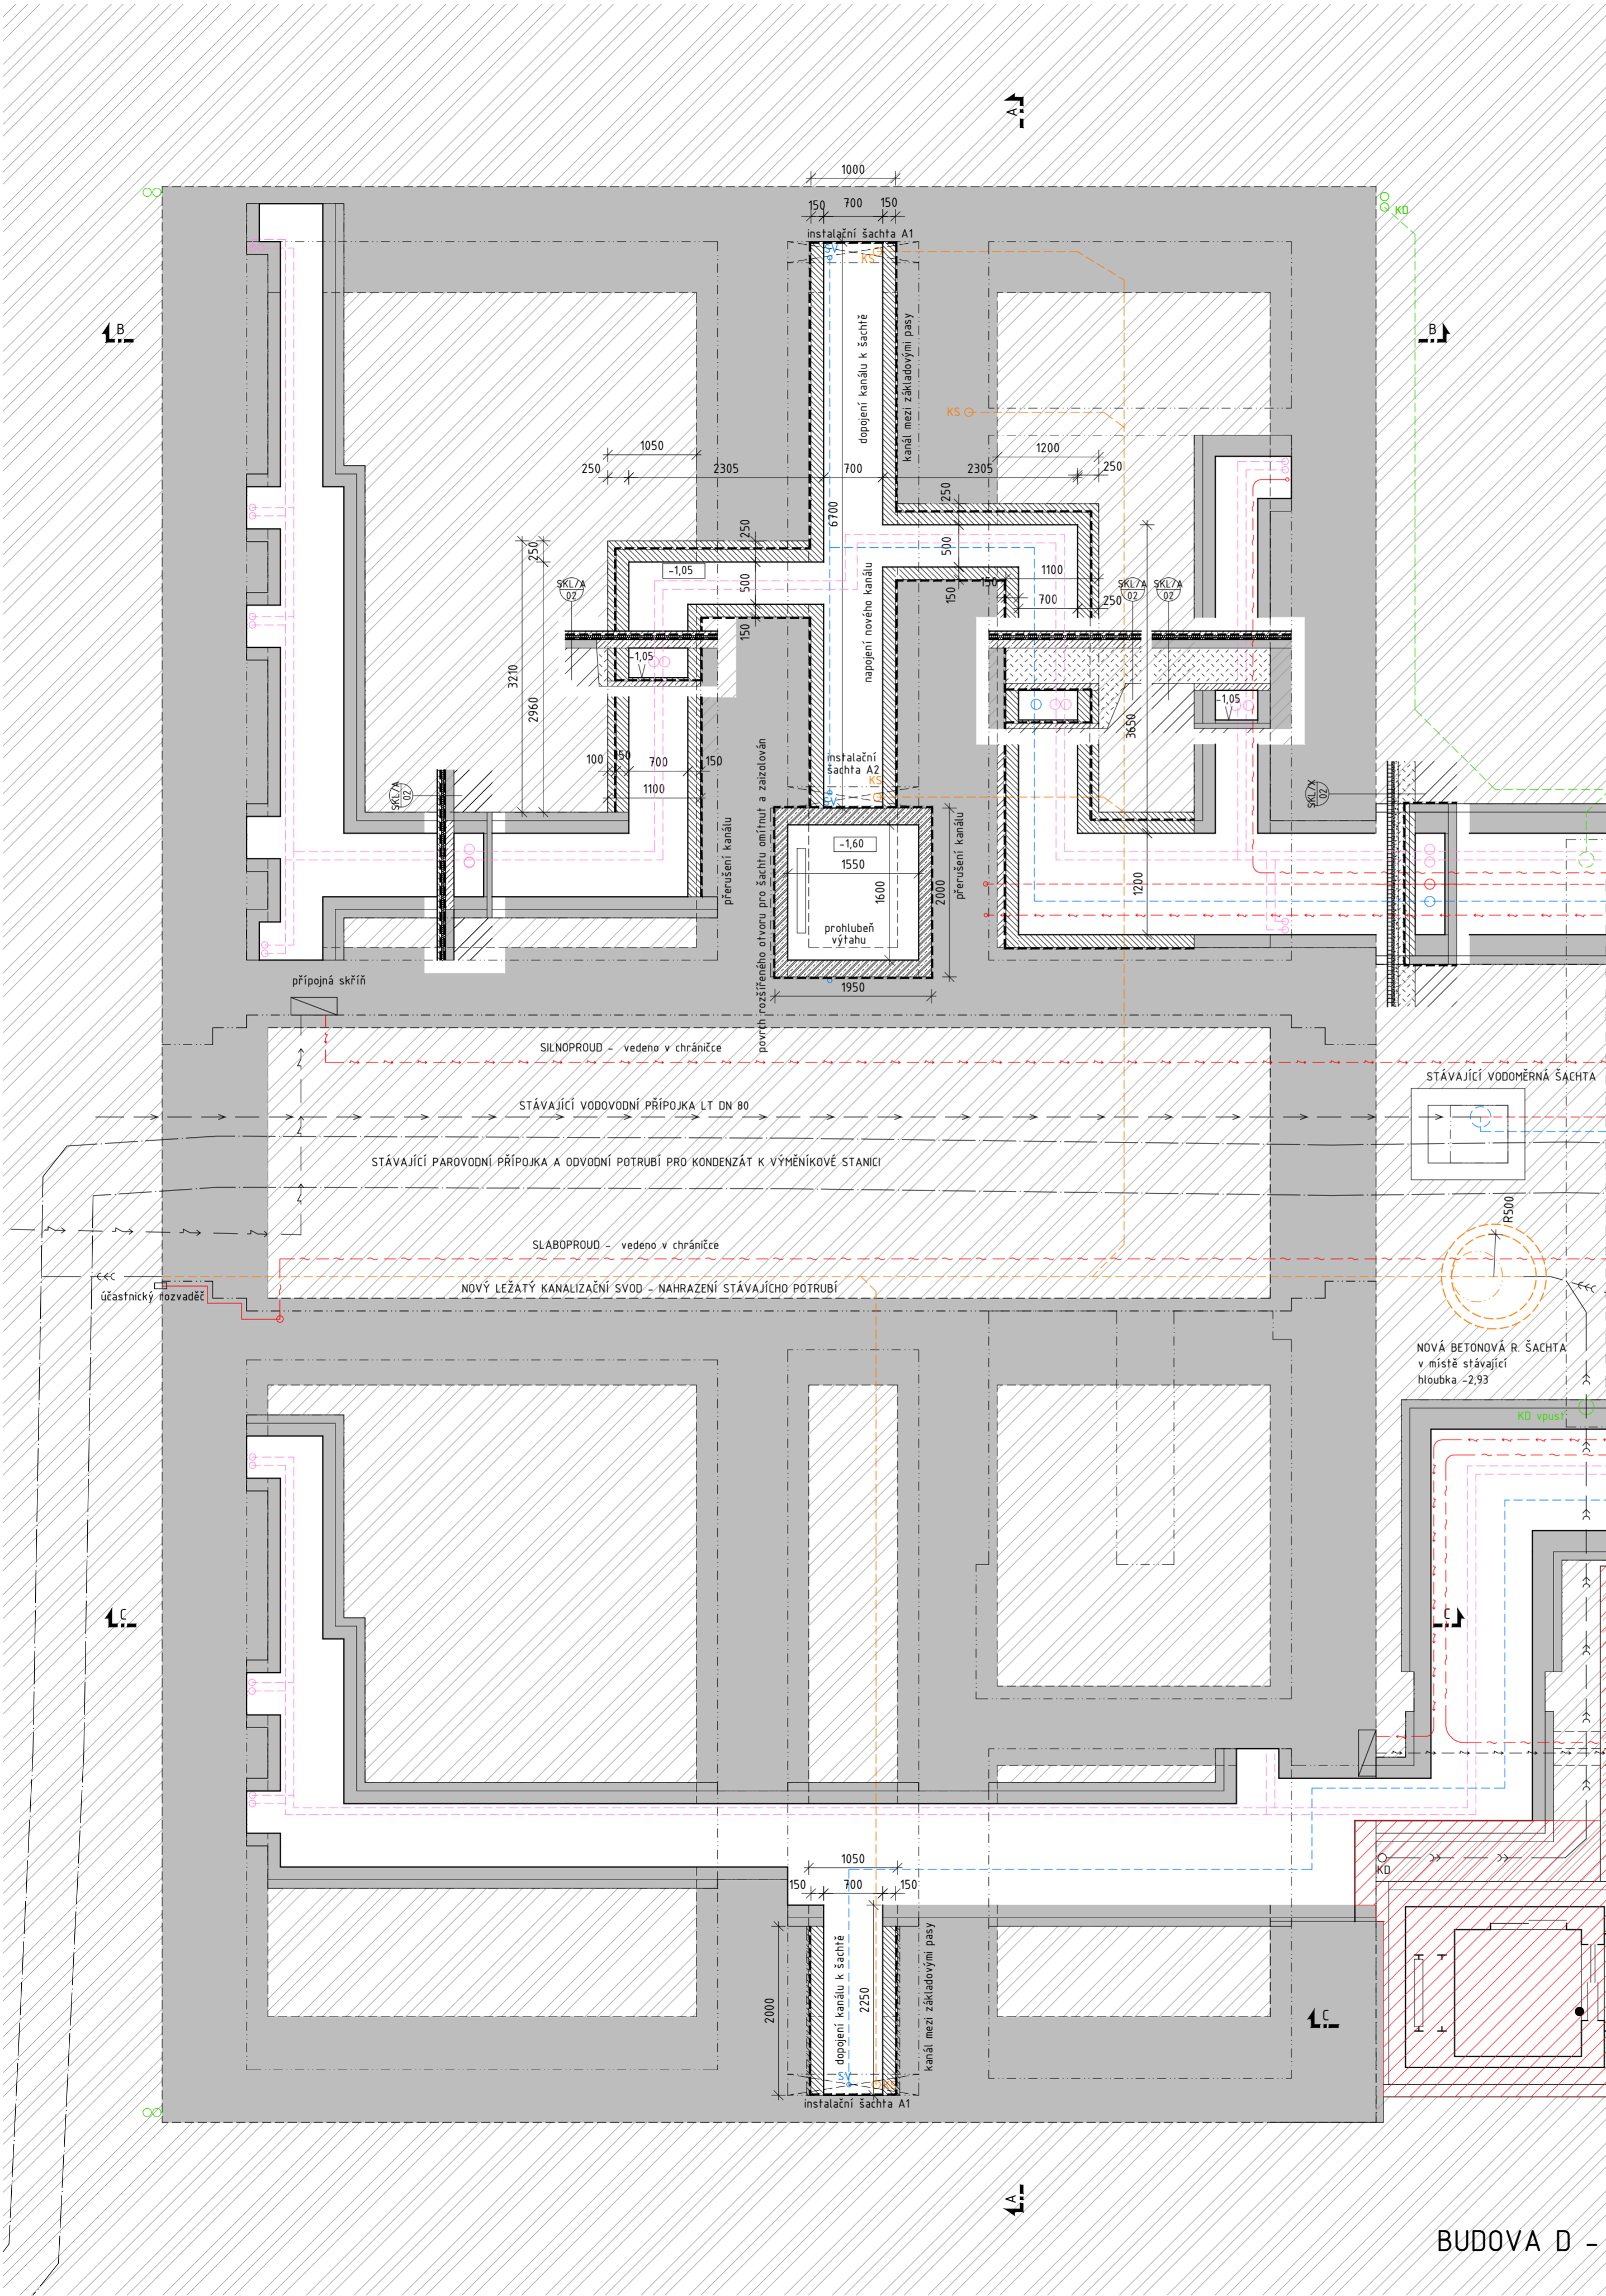 A
1000
150 700 150
instalační šachta A1
SV
KS
KD
B
B
dopojení kanálu k šachtě
kanál mezi základovými pasy
KS
1050
1200
250 2305 700 2305 250
6700
250
250
250
500
500
-1,05
SKL/A
02
SKL/A
02
SKL/A
02
150
1100
700 250
150
150
napojení nového kanálu
-1,05
-1,05
3210
2960
3650
100 150 700 150
1100
instalační
šachta A2
KS
SV
SKL/A
02
SKL/X
02
přerušení kanálu
povrch rozšířeného otvoru pro šachtu omítnut a zaizolován
-1,60
1550
1600
2000
přerušení kanálu
1200
prohlubeň
výtahu
1950
přípojná skříň
SILNOPROUD - vedeno v chráničce
STÁVAJÍCÍ VODOMĚRNÁ ŠACHTA
STÁVAJÍCÍ VODOVODNÍ PŘÍPOJKA LT DN 80
STÁVAJÍCÍ PAROVODNÍ PŘÍPOJKA A ODVODNÍ POTRUBÍ PRO KONDENZÁT K VÝMĚNÍKOVÉ STANICI
R500
SLABOPROUD - vedeno v chráničce
účastnický rozvaděč
NOVÝ LEŽATÝ KANALIZAČNÍ SVOD - NAHRAZENÍ STÁVAJÍCHO POTRUBÍ
NOVÁ BETONOVÁ R. ŠACHTA
v místě stávající
hloubka -2,93
KD vpusť
C
C
1050
150 700 150
KD
dopojení kanálu k šachtě
kanál mezi základovými pasy
2000
2250
C
SV
KS
instalační šachta A1
A
BUDOVA D -